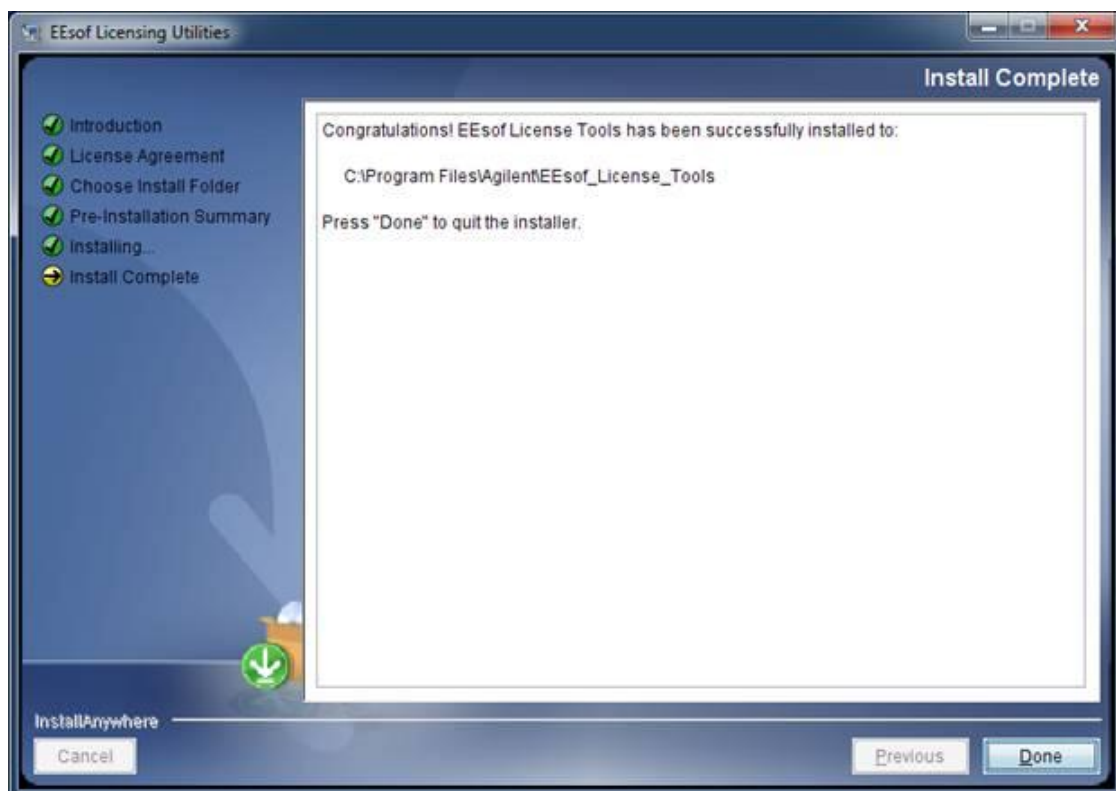 EEsof Licensing Utilities
Install Complete
Introduction
License Agreement
Choose Install Folder
Pre-Installation Summary
Installing...
Install Complete
Congratulations! EEsof License Tools has been successfully installed to:
C:\Program Files\Agilent\EEsof_License_Tools
Press "Done" to quit the installer.
InstallAnywhere
Cancel
Previous
Done